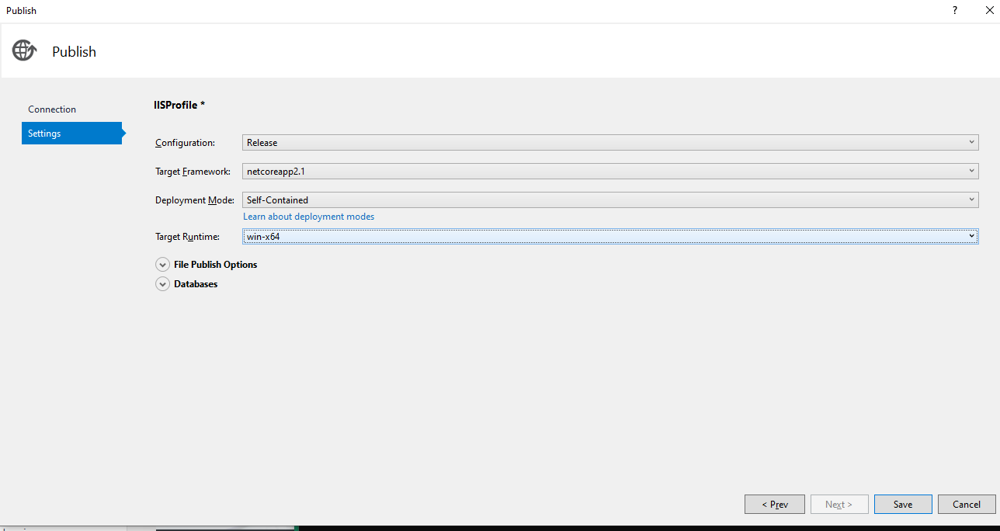 Publish
?
Publish
Connection
Settings
IISProfile *
Configuration: Release
Target Framework: netcoreapp2.1
Deployment Mode: Self-Contained
Learn about deployment modes
Target Runtime: win-x64
File Publish Options
Databases
< Prev Next > Save Cancel